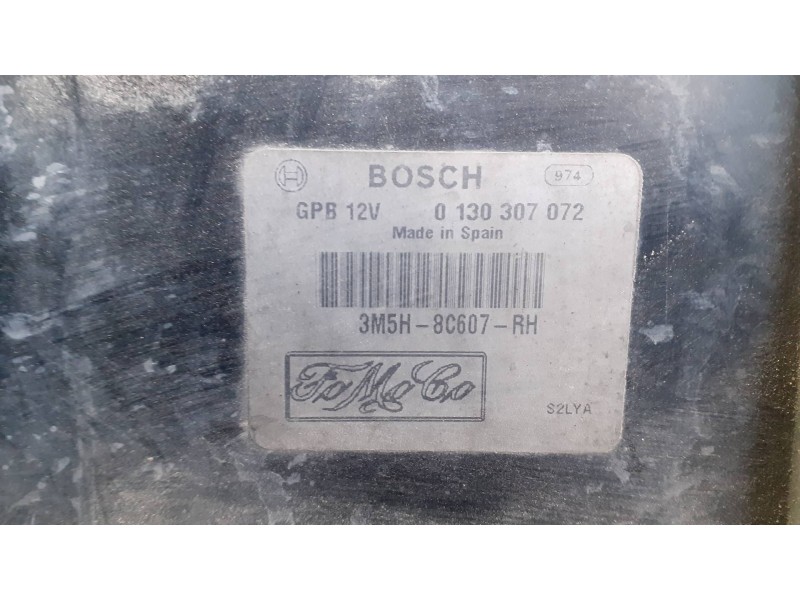 BOSCH 974
GPB 12V 0 130 307 072
Made in Spain
3M5H-8C607-RH
FoMoCo
S2LYA